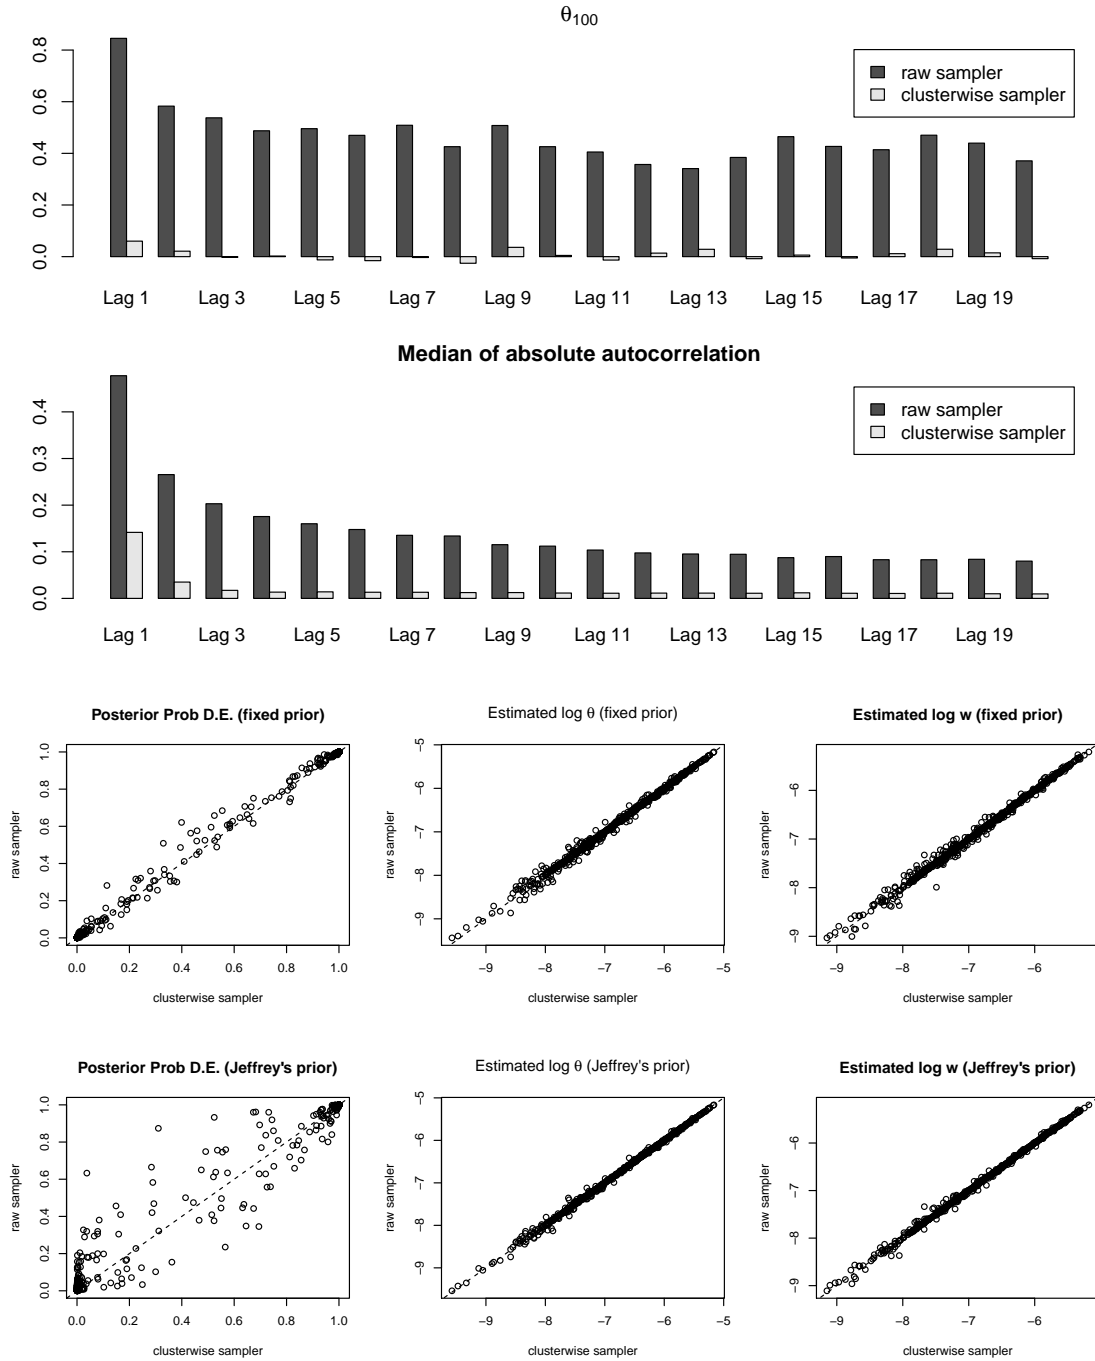 θ100
0.8
0.6
0.4
0.2
0.0
raw sampler
clusterwise sampler
Lag 1 Lag 3 Lag 5 Lag 7 Lag 9 Lag 11 Lag 13 Lag 15 Lag 17 Lag 19
Median of absolute autocorrelation
0.4
0.3
0.2
0.1
0.0
raw sampler
clusterwise sampler
Lag 1 Lag 3 Lag 5 Lag 7 Lag 9 Lag 11 Lag 13 Lag 15 Lag 17 Lag 19
Posterior Prob D.E. (fixed prior)
raw sampler
1.0
0.8
0.6
0.4
0.2
0.0
0.0 0.2 0.4 0.6 0.8 1.0
clusterwise sampler
Estimated log θ (fixed prior)
raw sampler
−5
−6
−7
−8
−9
−9 −8 −7 −6 −5
clusterwise sampler
Estimated log w (fixed prior)
raw sampler
−6
−7
−8
−9
−9 −8 −7 −6
clusterwise sampler
Posterior Prob D.E. (Jeffrey's prior)
raw sampler
1.0
0.8
0.6
0.4
0.2
0.0
0.0 0.2 0.4 0.6 0.8 1.0
clusterwise sampler
Estimated log θ (Jeffrey's prior)
raw sampler
−5
−6
−7
−8
−9
−9 −8 −7 −6 −5
clusterwise sampler
Estimated log w (Jeffrey's prior)
raw sampler
−6
−7
−8
−9
−9 −8 −7 −6
clusterwise sampler